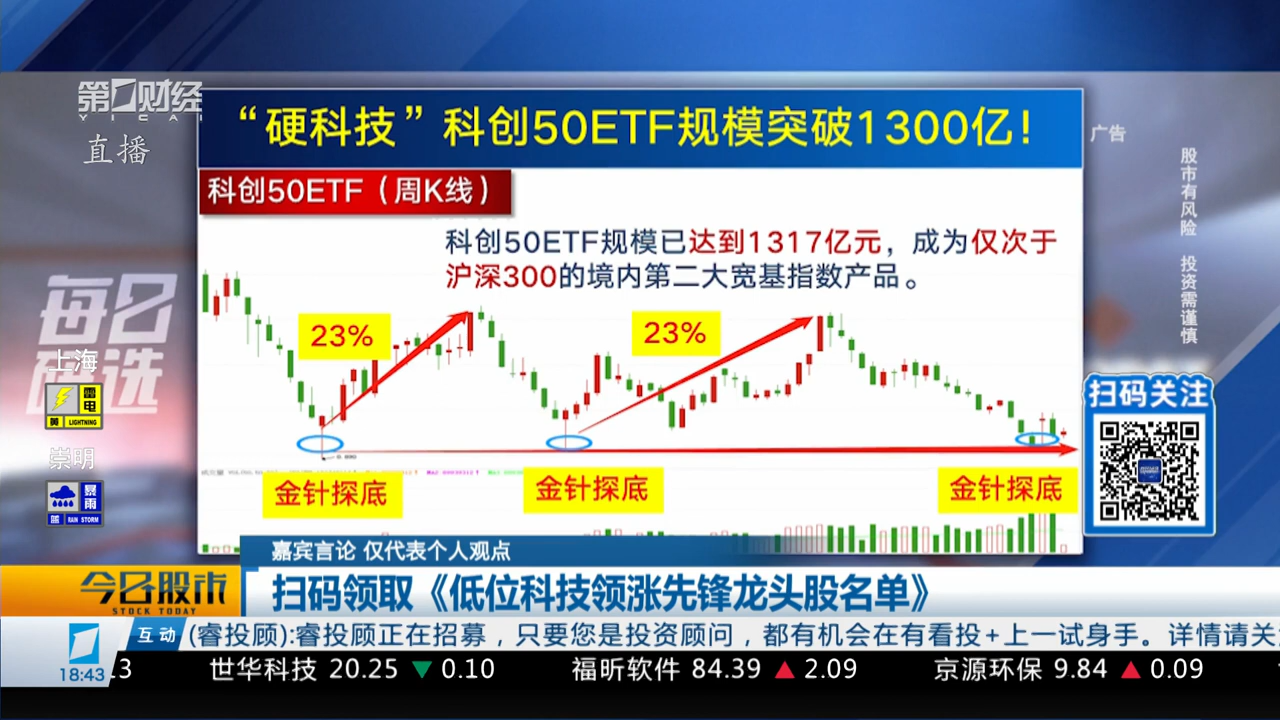 第一财经
YICAI
直播
“硬科技”科创50ETF规模突破1300亿！
广告
股市有风险 投资需谨慎
科创50ETF（周K线）
科创50ETF规模已达到1317亿元，成为仅次于
沪深300的境内第二大宽基指数产品。
23%
23%
每日
精选
上海
雷电
黄 LIGHTNING
崇明
暴雨
蓝 RAIN STORM
扫码关注
金针探底
金针探底
金针探底
嘉宾言论 仅代表个人观点
今日股市
STOCK TODAY
扫码领取《低位科技领涨先锋龙头股名单》
互动
(睿投顾):睿投顾正在招募，只要您是投资顾问，都有机会在有看投+上一试身手。详情请关
18:43
13 世华科技 20.25 ▼ 0.10 福昕软件 84.39 ▲ 2.09 京源环保 9.84 ▲ 0.09